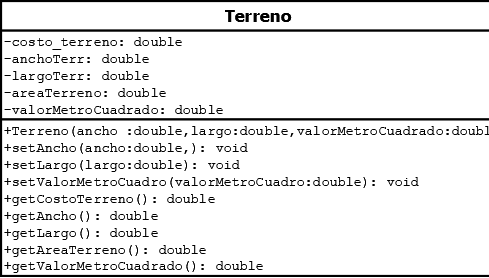 Terreno
-costo_terreno: double
-anchoTerr: double
-largoTerr: double
-areaTerreno: double
-valorMetroCuadrado: double
+Terreno(ancho :double,largo:double,valorMetroCuadrado:doubl
+setAncho(ancho:double,): void
+setLargo(largo:double): void
+setValorMetroCuadro(valorMetroCuadro:double): void
+getCostoTerreno(): double
+getAncho(): double
+getLargo(): double
+getAreaTerreno(): double
+getValorMetroCuadrado(): double